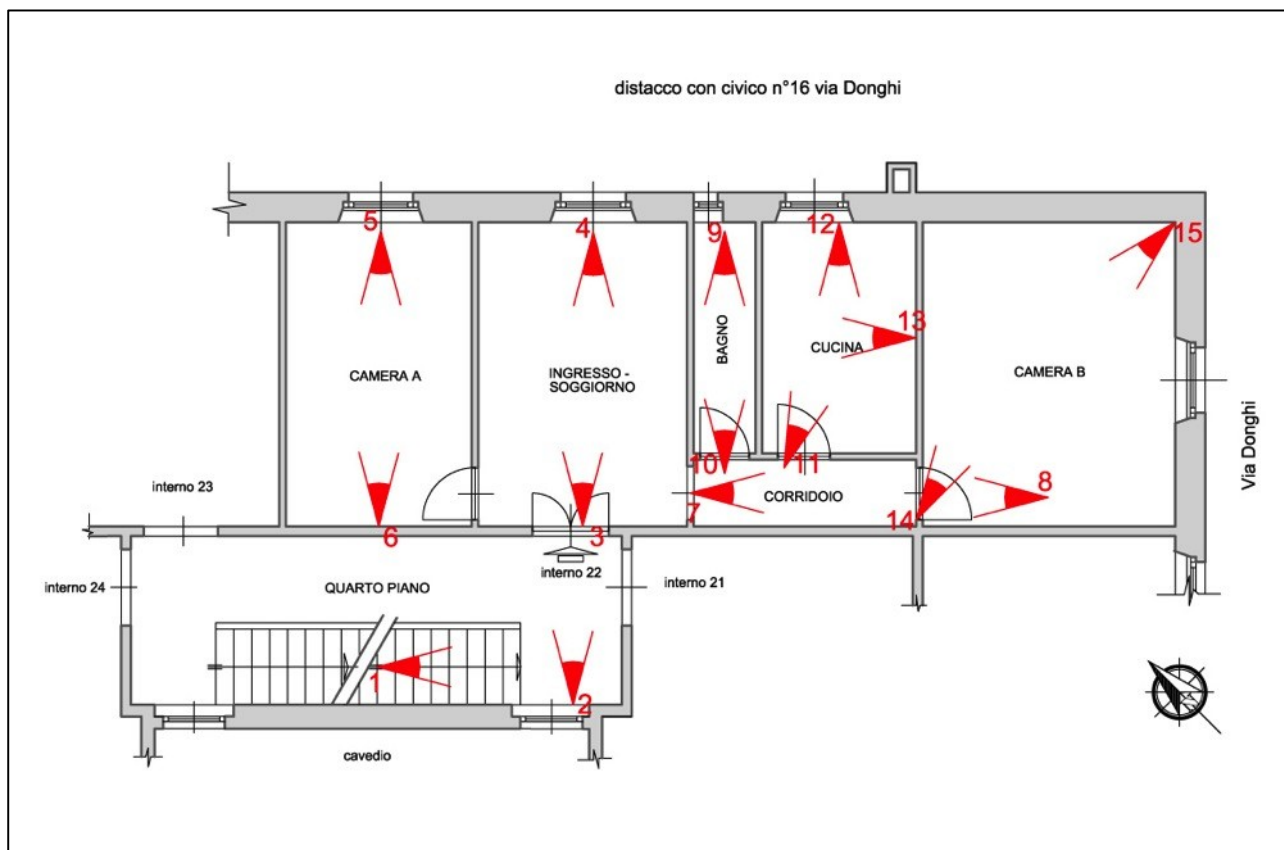 distacco con civico n°16 via Donghi
5
4
9
12
15
13
BAGNO
CUCINA
CAMERA A
INGRESSO -
SOGGIORNO
CAMERA B
Via Donghi
10
11
8
interno 23
CORRIDOIO
7
14
6
3
interno 22
interno 24
QUARTO PIANO
interno 21
1
2
cavedio